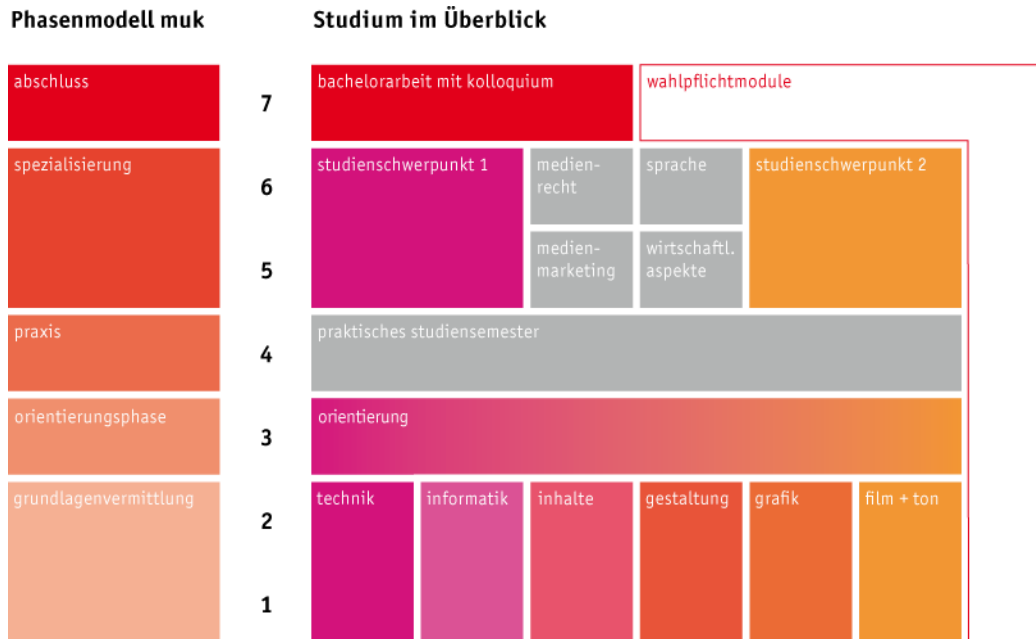 Phasenmodell muk
Studium im Überblick
abschluss
7
bachelorarbeit mit kolloquium
wahlpflichtmodule
spezialisierung
6
studienschwerpunkt 1
medien-
recht
sprache
studienschwerpunkt 2
5
medien-
marketing
wirtschaftl.
aspekte
praxis
4
praktisches studiensemester
orientierungsphase
3
orientierung
grundlagenvermittlung
2
technik
informatik
inhalte
gestaltung
grafik
film + ton
1